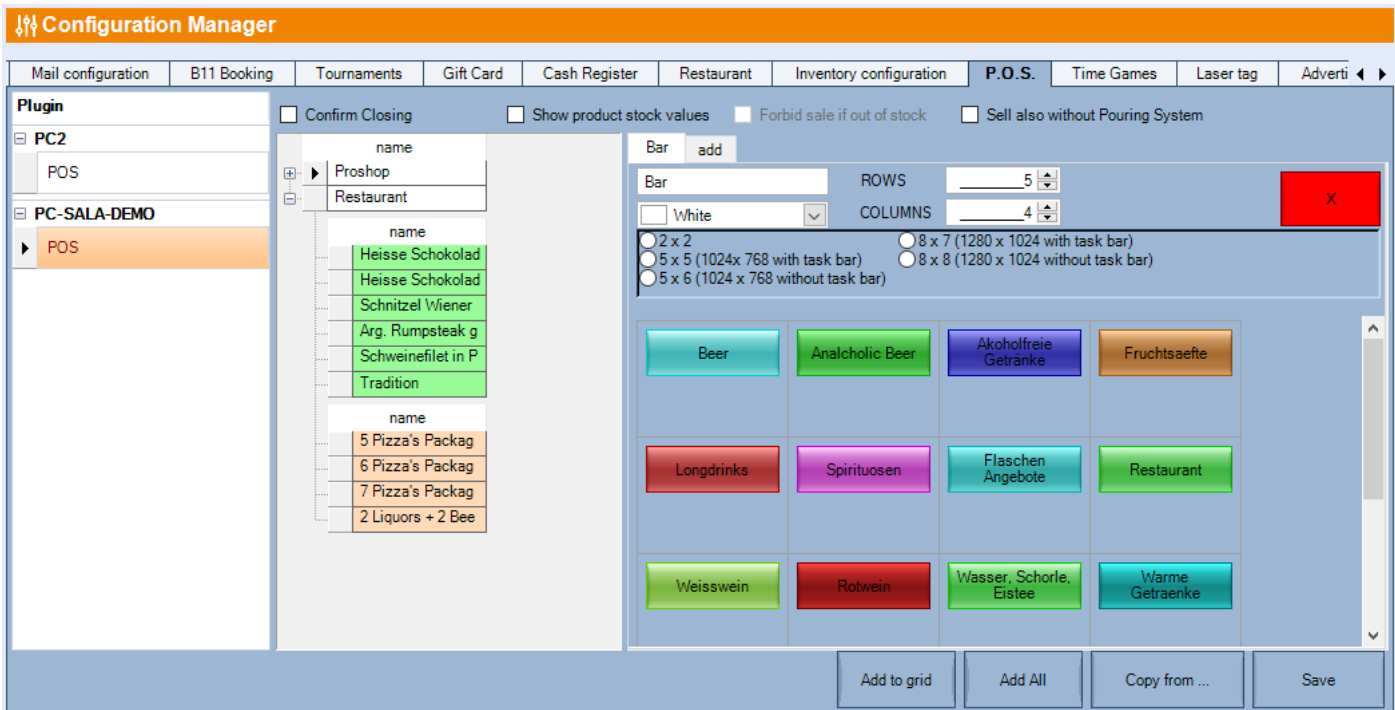 Configuration Manager
Mail configuration B11 Booking Tournaments Gift Card Cash Register Restaurant Inventory configuration P.O.S. Time Games Laser tag Adverti
Plugin
Confirm Closing Show product stock values Forbid sale if out of stock Sell also without Pouring System
PC2
POS
PC-SALA-DEMO
POS
name
Proshop
Restaurant
name
Heisse Schokolad
Heisse Schokolad
Schnitzel Wiener
Arg. Rumpsteak g
Schweinefilet in P
Tradition
name
5 Pizza's Packag
6 Pizza's Packag
7 Pizza's Packag
2 Liquors + 2 Bee
Bar add
Bar ROWS 5
White COLUMNS 4
X
2 x 2 8 x 7 (1280 x 1024 with task bar)
5 x 5 (1024x 768 with task bar) 8 x 8 (1280 x 1024 without task bar)
5 x 6 (1024 x 768 without task bar)
Beer Analcholic Beer Akoholfreie Getränke Fruchtsaefte
Longdrinks Spirituosen Flaschen Angebote Restaurant
Weisswein Rotwein Wasser, Schorle, Eistee Warme Getraenke
Add to grid Add All Copy from ... Save